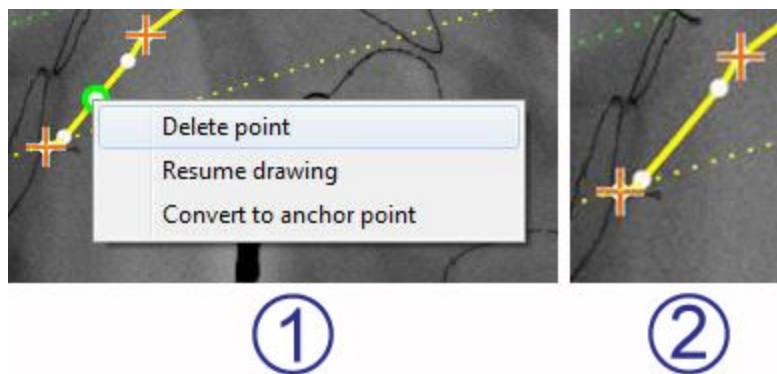 Delete point
Resume drawing
Convert to anchor point
1
2